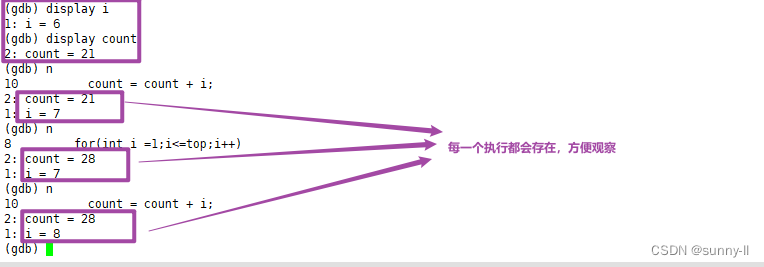 (gdb) display i
1: i = 6
(gdb) display count
2: count = 21
(gdb) n
10 count = count + i;
2: count = 21
1: i = 7
(gdb) n
8 for(int i =1;i<=top;i++)
2: count = 28
1: i = 7
(gdb) n
10 count = count + i;
2: count = 28
1: i = 8
(gdb)
每一个执行都会存在，方便观察
CSDN @sunny-ll